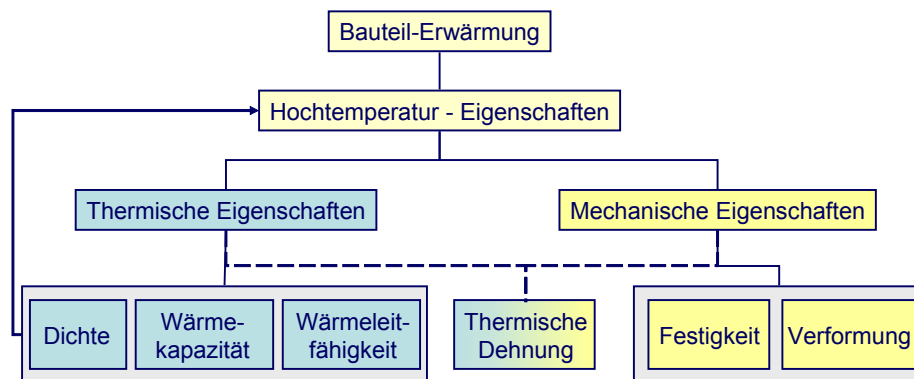 Bauteil-Erwärmung
Hochtemperatur - Eigenschaften
Thermische Eigenschaften
Mechanische Eigenschaften
Dichte
Wärme-
kapazität
Wärmeleit-
fähigkeit
Thermische
Dehnung
Festigkeit
Verformung